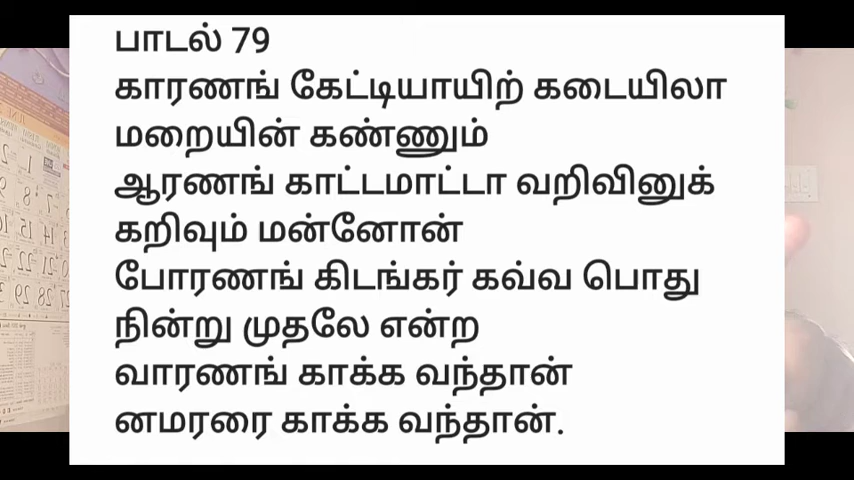 பாடல் 79
காரணங் கேட்டியாயிற் கடையிலா
மறையின் கண்ணும்
ஆரணங் காட்டமாட்டா வறிவினுக்
கறிவும் மன்னோன்
போரணங் கிடங்கர் கவ்வ பொது
நின்று முதலே என்ற
வாரணங் காக்க வந்தான்
னமரரை காக்க வந்தான்.